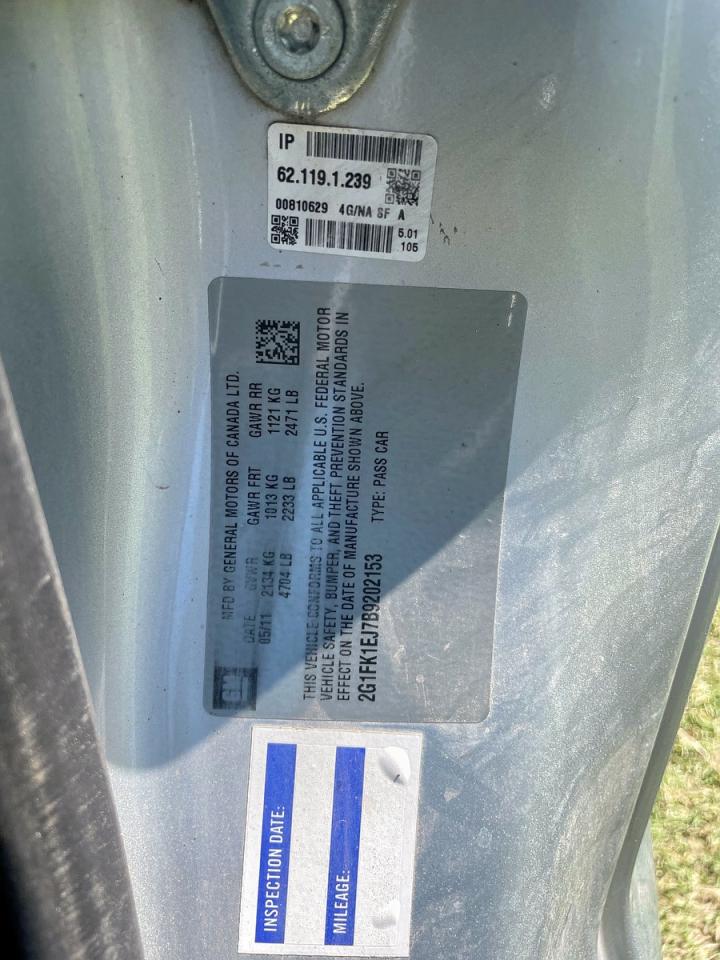 IP
62.119.1.239
00810629 4G/NA SF A
5.01
105
MFD BY GENERAL MOTORS OF CANADA LTD.
DATE GVWR GAWR FRT GAWR RR
05/11 2134 KG 1013 KG 1121 KG
4704 LB 2233 LB 2471 LB
GM
THIS VEHICLE CONFORMS TO ALL APPLICABLE U.S. FEDERAL MOTOR
VEHICLE SAFETY, BUMPER, AND THEFT PREVENTION STANDARDS IN
EFFECT ON THE DATE OF MANUFACTURE SHOWN ABOVE.
2G1FK1EJ7B9202153 TYPE: PASS CAR
INSPECTION DATE:
MILEAGE: